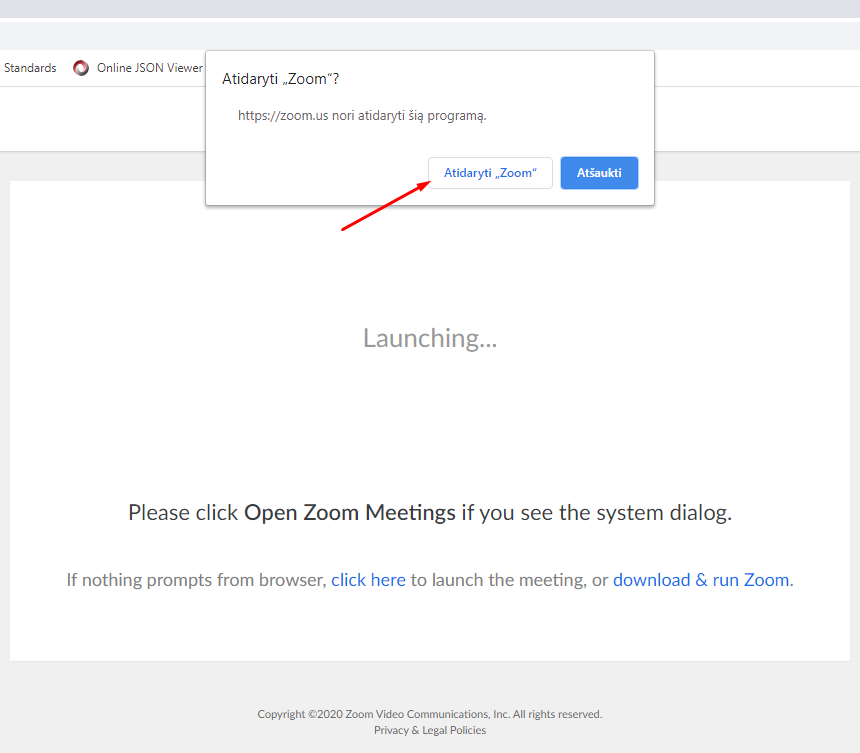 Standards Online JSON Viewer
Atidaryti „Zoom“?
https://zoom.us nori atidaryti šią programą.
Atidaryti „Zoom“ Atšaukti
Launching...
Please click Open Zoom Meetings if you see the system dialog.
If nothing prompts from browser, click here to launch the meeting, or download & run Zoom.
Copyright ©2020 Zoom Video Communications, Inc. All rights reserved.
Privacy & Legal Policies